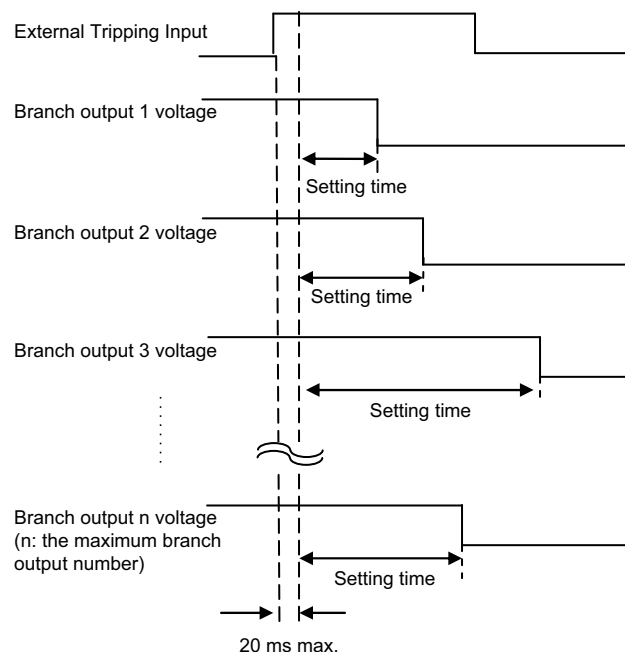 External Tripping Input
Branch output 1 voltage
Setting time
Branch output 2 voltage
Setting time
Branch output 3 voltage
Setting time
Branch output n voltage
(n: the maximum branch
output number)
Setting time
20 ms max.